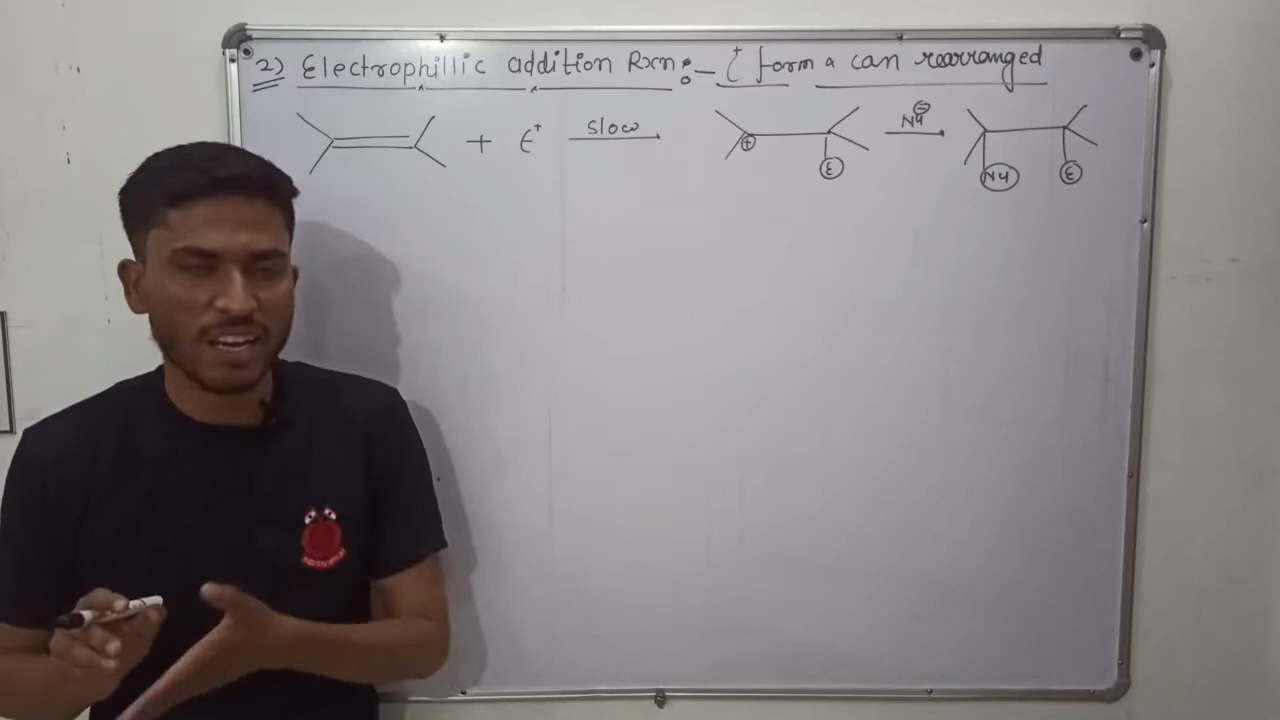 2) Electrophillic addition Rxn :- C⁺ form & can rearranged
+ E⁺ slow ⊕ E Nu⊖ Nu E